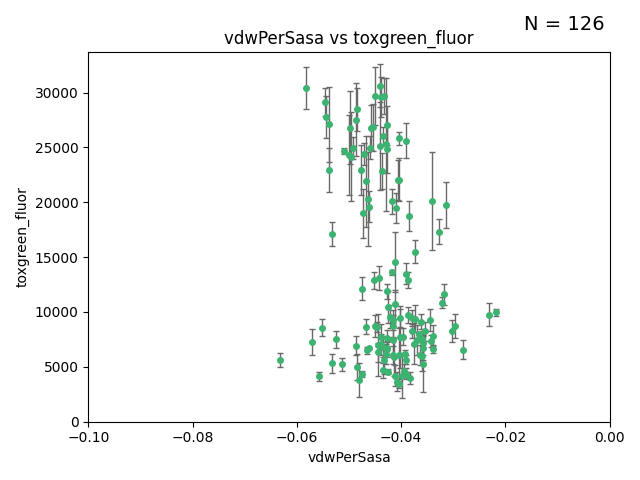 N = 126
vdwPerSasa vs toxgreen_fluor
toxgreen_fluor
30000
25000
20000
15000
10000
5000
0
−0.10 −0.08 −0.06 −0.04 −0.02 0.00
vdwPerSasa